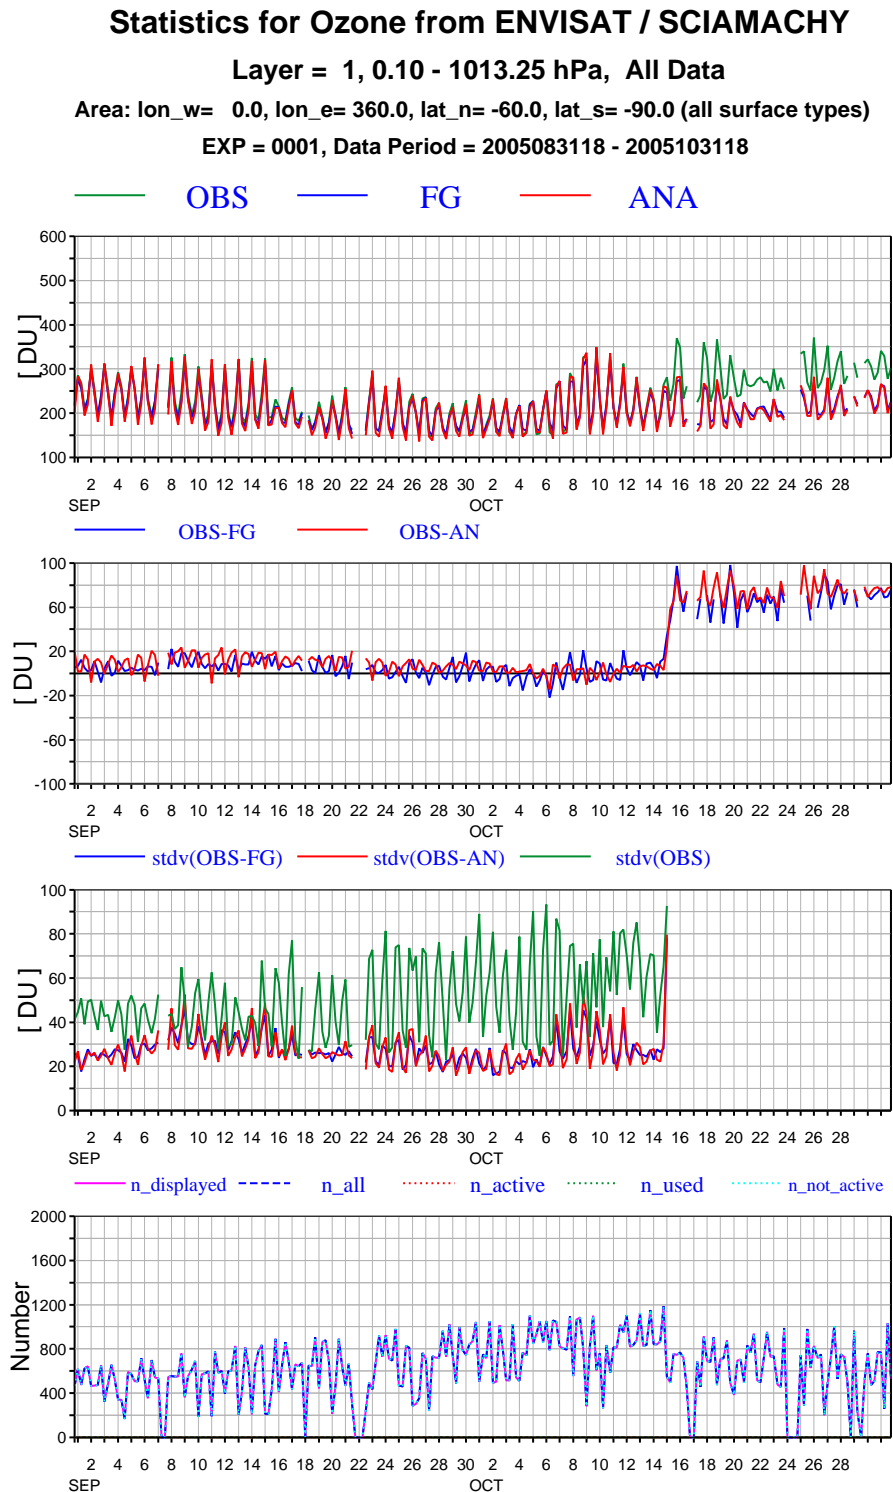 Statistics for Ozone from ENVISAT / SCIAMACHY
Layer = 1, 0.10 - 1013.25 hPa, All Data
Area: lon_w= 0.0, lon_e= 360.0, lat_n= -60.0, lat_s= -90.0 (all surface types)
EXP = 0001, Data Period = 2005083118 - 2005103118
OBS FG ANA
600
500
400
300
200
100
[ DU ]
2 4 6 8 10 12 14 16 18 20 22 24 26 28 30 2 4 6 8 10 12 14 16 18 20 22 24 26 28
SEP OCT
OBS-FG OBS-AN
100
60
20
-20
-60
-100
[ DU ]
2 4 6 8 10 12 14 16 18 20 22 24 26 28 30 2 4 6 8 10 12 14 16 18 20 22 24 26 28
SEP OCT
stdv(OBS-FG) stdv(OBS-AN) stdv(OBS)
100
80
60
40
20
0
[ DU ]
2 4 6 8 10 12 14 16 18 20 22 24 26 28 30 2 4 6 8 10 12 14 16 18 20 22 24 26 28
SEP OCT
n_displayed n_all n_active n_used n_not_active
2000
1600
1200
800
400
0
Number
2 4 6 8 10 12 14 16 18 20 22 24 26 28 30 2 4 6 8 10 12 14 16 18 20 22 24 26 28
SEP OCT